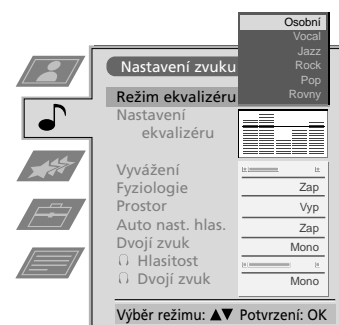 Osobní
Vocal
Jazz
Rock
Pop
Rovny
Nastavení zvuku
Režim ekvalizéru
Nastavení
ekvalizéru
Vyvážení
Fyziologie Zap
Prostor Vyp
Auto nast. hlas. Zap
Dvojí zvuk Mono
Hlasitost
Dvojí zvuk Mono
Výběr režimu: ▲▼ Potvrzení: OK